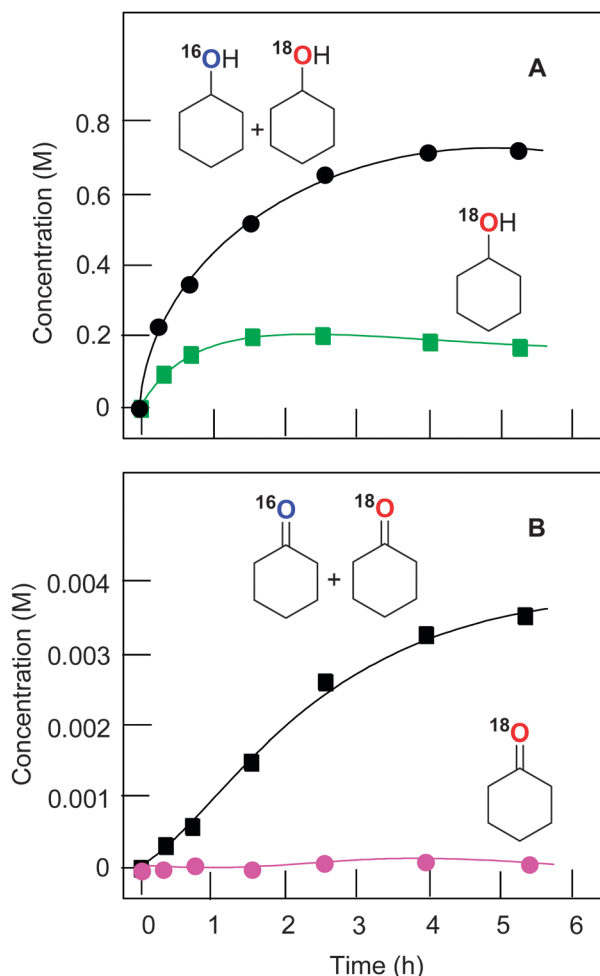 A
16OH
18OH
+
18OH
0.8
0.6
0.4
0.2
0
Concentration (M)
B
16O
18O
+
18O
0.004
0.003
0.002
0.001
0
Concentration (M)
0 1 2 3 4 5 6
Time (h)